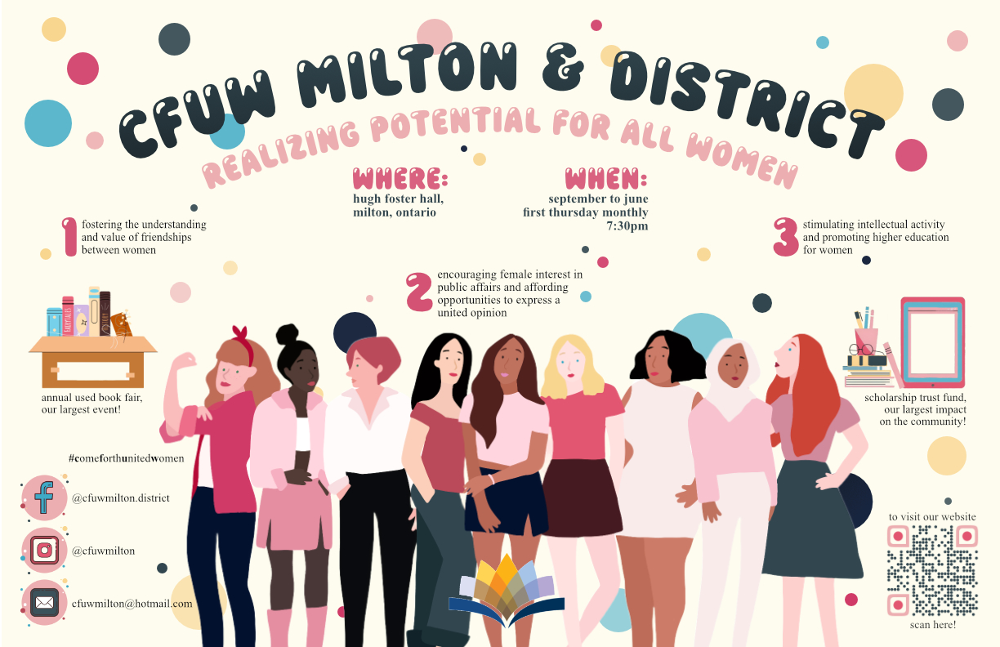 CFUW MILTON & DISTRICT
REALIZING POTENTIAL FOR ALL WOMEN
WHERE:
hugh foster hall,
milton, ontario
WHEN:
september to june
first thursday monthly
7:30pm
1
fostering the understanding
and value of friendships
between women
2
encouraging female interest in
public affairs and affording
opportunities to express a
united opinion
3
stimulating intellectual activity
and promoting higher education
for women
FAIRYTALES
STORY
annual used book fair,
our largest event!
scholarship trust fund,
our largest impact
on the community!
#comeforthunitedwomen
@cfuwmilton.district
@cfuwmilton
cfuwmilton@hotmail.com
to visit our website
scan here!